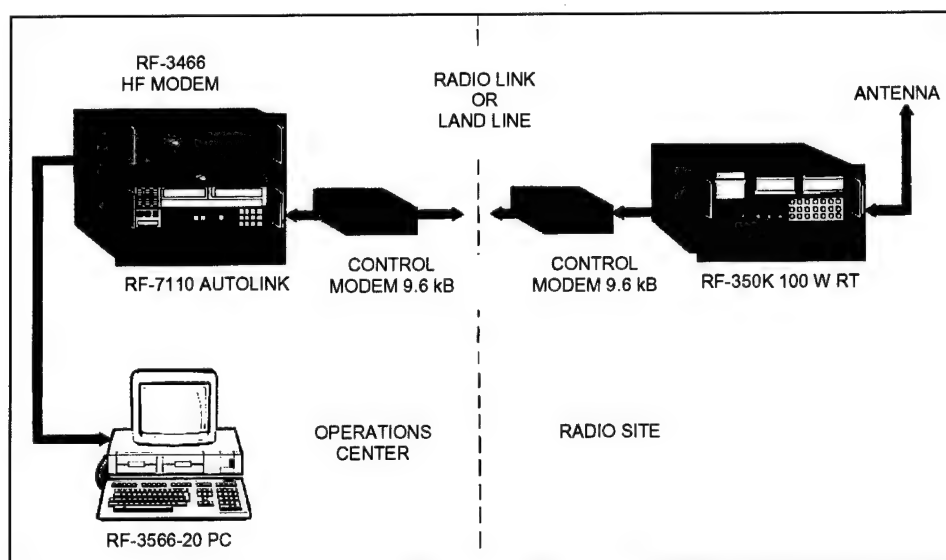 RF-3466
HF MODEM
RADIO LINK
OR
LAND LINE
ANTENNA
RF-7110 AUTOLINK
CONTROL
MODEM 9.6 kB
CONTROL
MODEM 9.6 kB
RF-350K 100 W RT
OPERATIONS
CENTER
RADIO SITE
RF-3566-20 PC